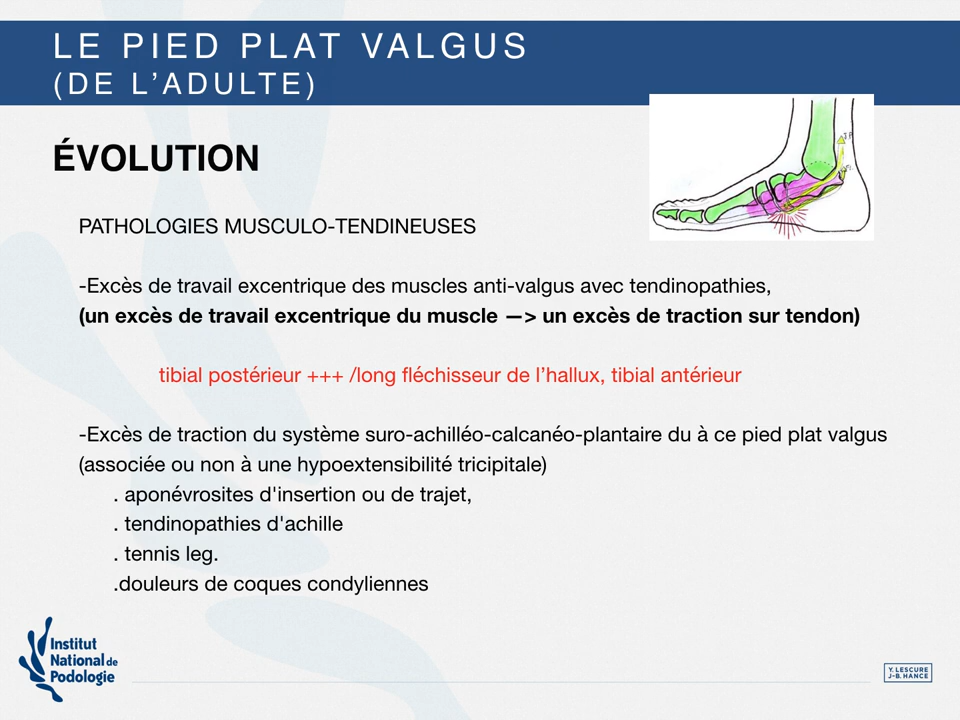 LE PIED PLAT VALGUS
(DE L’ADULTE)
ÉVOLUTION
PATHOLOGIES MUSCULO-TENDINEUSES
-Excès de travail excentrique des muscles anti-valgus avec tendinopathies,
(un excès de travail excentrique du muscle —> un excès de traction sur tendon)
tibial postérieur +++ /long fléchisseur de l’hallux, tibial antérieur
-Excès de traction du système suro-achilléo-calcanéo-plantaire du à ce pied plat valgus
(associée ou non à une hypoextensibilité tricipitale)
. aponévrosites d'insertion ou de trajet,
. tendinopathies d'achille
. tennis leg.
.douleurs de coques condyliennes
Institut
National de
Podologie
Y. LESCURE
J-B. HANCE